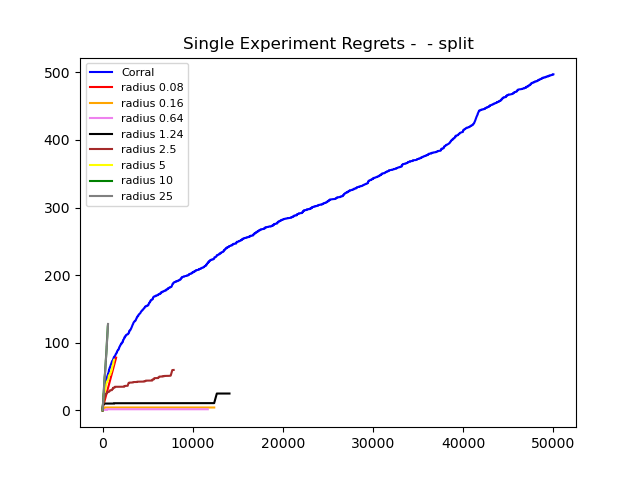 Single Experiment Regrets -  - split
500
400
300
200
100
0
Corral
radius 0.08
radius 0.16
radius 0.64
radius 1.24
radius 2.5
radius 5
radius 10
radius 25
0 10000 20000 30000 40000 50000